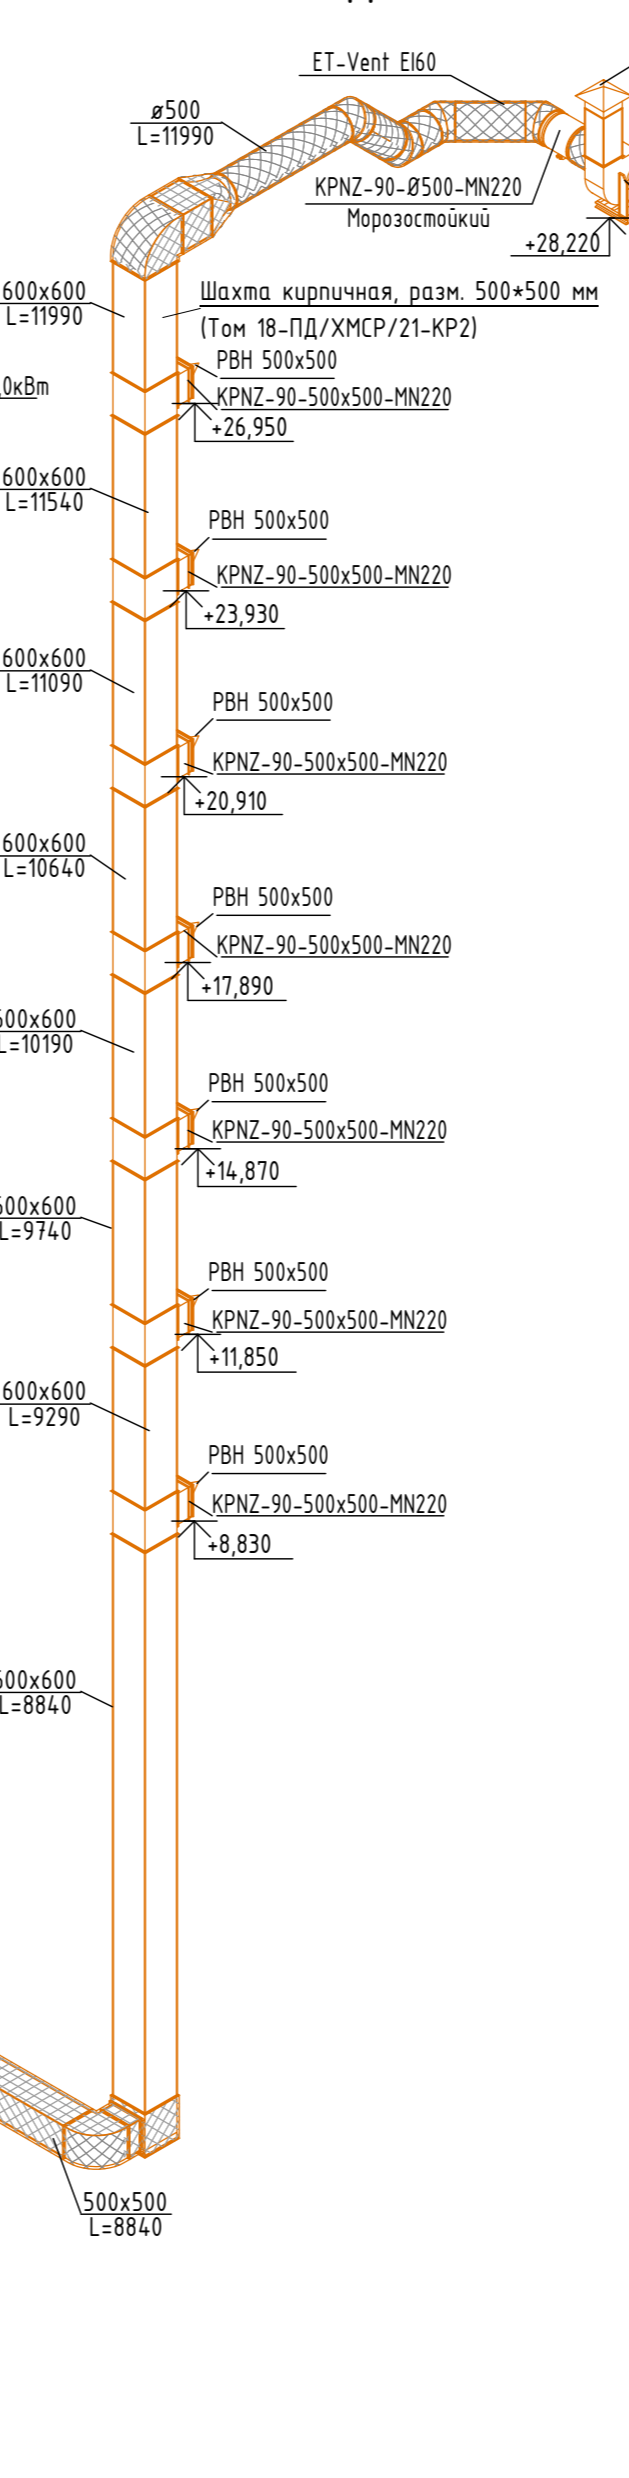 ET-Vent EI60
ø500
L=11990
KPNZ-90-Ø500-MN220
Морозостойкий
+28,220
600x600
L=11990
Шахта кирпичная, разм. 500*500 мм
(Том 18-ПД/ХМСР/21-КР2)
РВН 500x500
,0кВт
KPNZ-90-500x500-MN220
+26,950
600x600
L=11540
РВН 500x500
KPNZ-90-500x500-MN220
+23,930
600x600
L=11090
РВН 500x500
KPNZ-90-500x500-MN220
+20,910
600x600
L=10640
РВН 500x500
KPNZ-90-500x500-MN220
+17,890
600x600
L=10190
РВН 500x500
KPNZ-90-500x500-MN220
+14,870
600x600
L=9740
РВН 500x500
KPNZ-90-500x500-MN220
+11,850
600x600
L=9290
РВН 500x500
KPNZ-90-500x500-MN220
+8,830
600x600
L=8840
500x500
L=8840